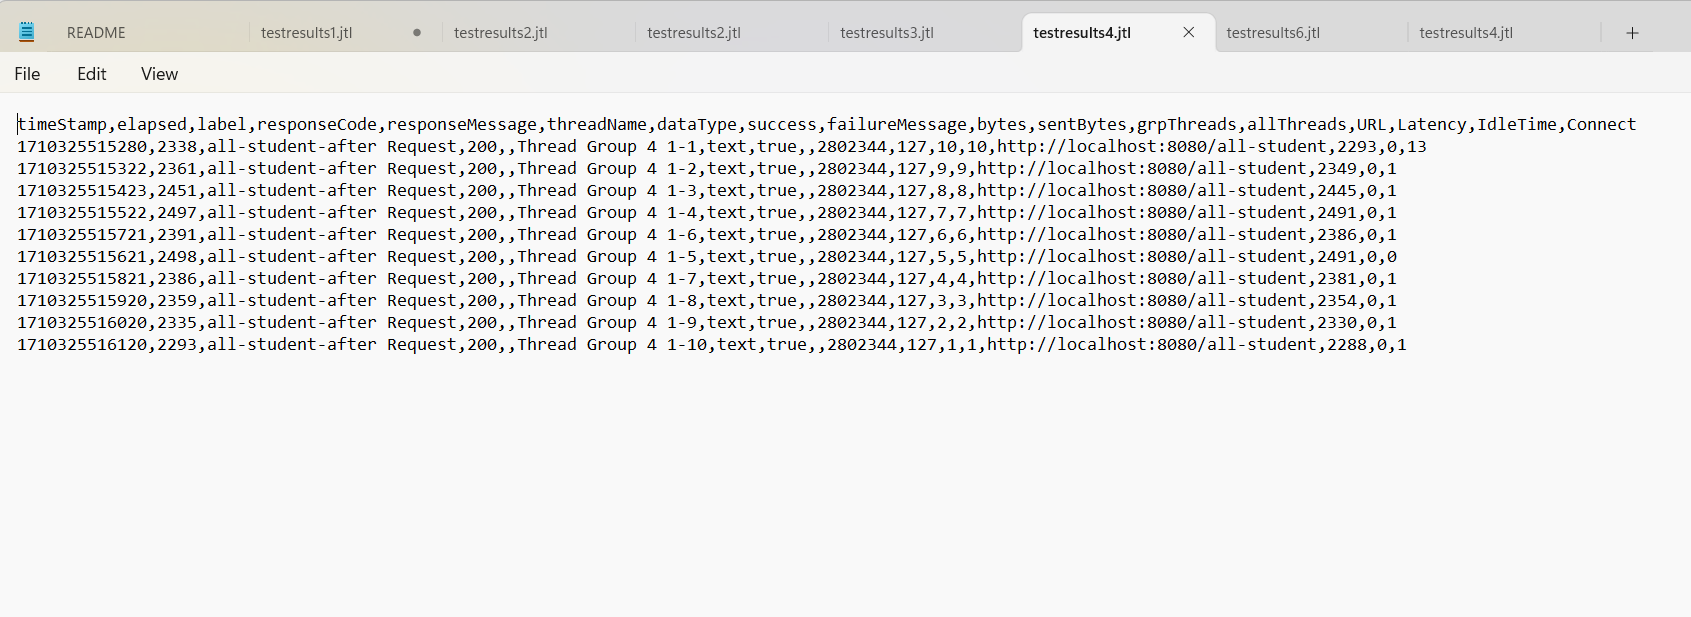 README testresults1.jtl testresults2.jtl testresults2.jtl testresults3.jtl testresults4.jtl testresults6.jtl testresults4.jtl
File Edit View
timeStamp,elapsed,label,responseCode,responseMessage,threadName,dataType,success,failureMessage,bytes,sentBytes,grpThreads,allThreads,URL,Latency,IdleTime,Connect
1710325515280,2338,all-student-after Request,200,,Thread Group 4 1-1,text,true,,2802344,127,10,10,http://localhost:8080/all-student,2293,0,13
1710325515322,2361,all-student-after Request,200,,Thread Group 4 1-2,text,true,,2802344,127,9,9,http://localhost:8080/all-student,2349,0,1
1710325515423,2451,all-student-after Request,200,,Thread Group 4 1-3,text,true,,2802344,127,8,8,http://localhost:8080/all-student,2445,0,1
1710325515522,2497,all-student-after Request,200,,Thread Group 4 1-4,text,true,,2802344,127,7,7,http://localhost:8080/all-student,2491,0,1
1710325515721,2391,all-student-after Request,200,,Thread Group 4 1-6,text,true,,2802344,127,6,6,http://localhost:8080/all-student,2386,0,1
1710325515621,2498,all-student-after Request,200,,Thread Group 4 1-5,text,true,,2802344,127,5,5,http://localhost:8080/all-student,2491,0,0
1710325515821,2386,all-student-after Request,200,,Thread Group 4 1-7,text,true,,2802344,127,4,4,http://localhost:8080/all-student,2381,0,1
1710325515920,2359,all-student-after Request,200,,Thread Group 4 1-8,text,true,,2802344,127,3,3,http://localhost:8080/all-student,2354,0,1
1710325516020,2335,all-student-after Request,200,,Thread Group 4 1-9,text,true,,2802344,127,2,2,http://localhost:8080/all-student,2330,0,1
1710325516120,2293,all-student-after Request,200,,Thread Group 4 1-10,text,true,,2802344,127,1,1,http://localhost:8080/all-student,2288,0,1